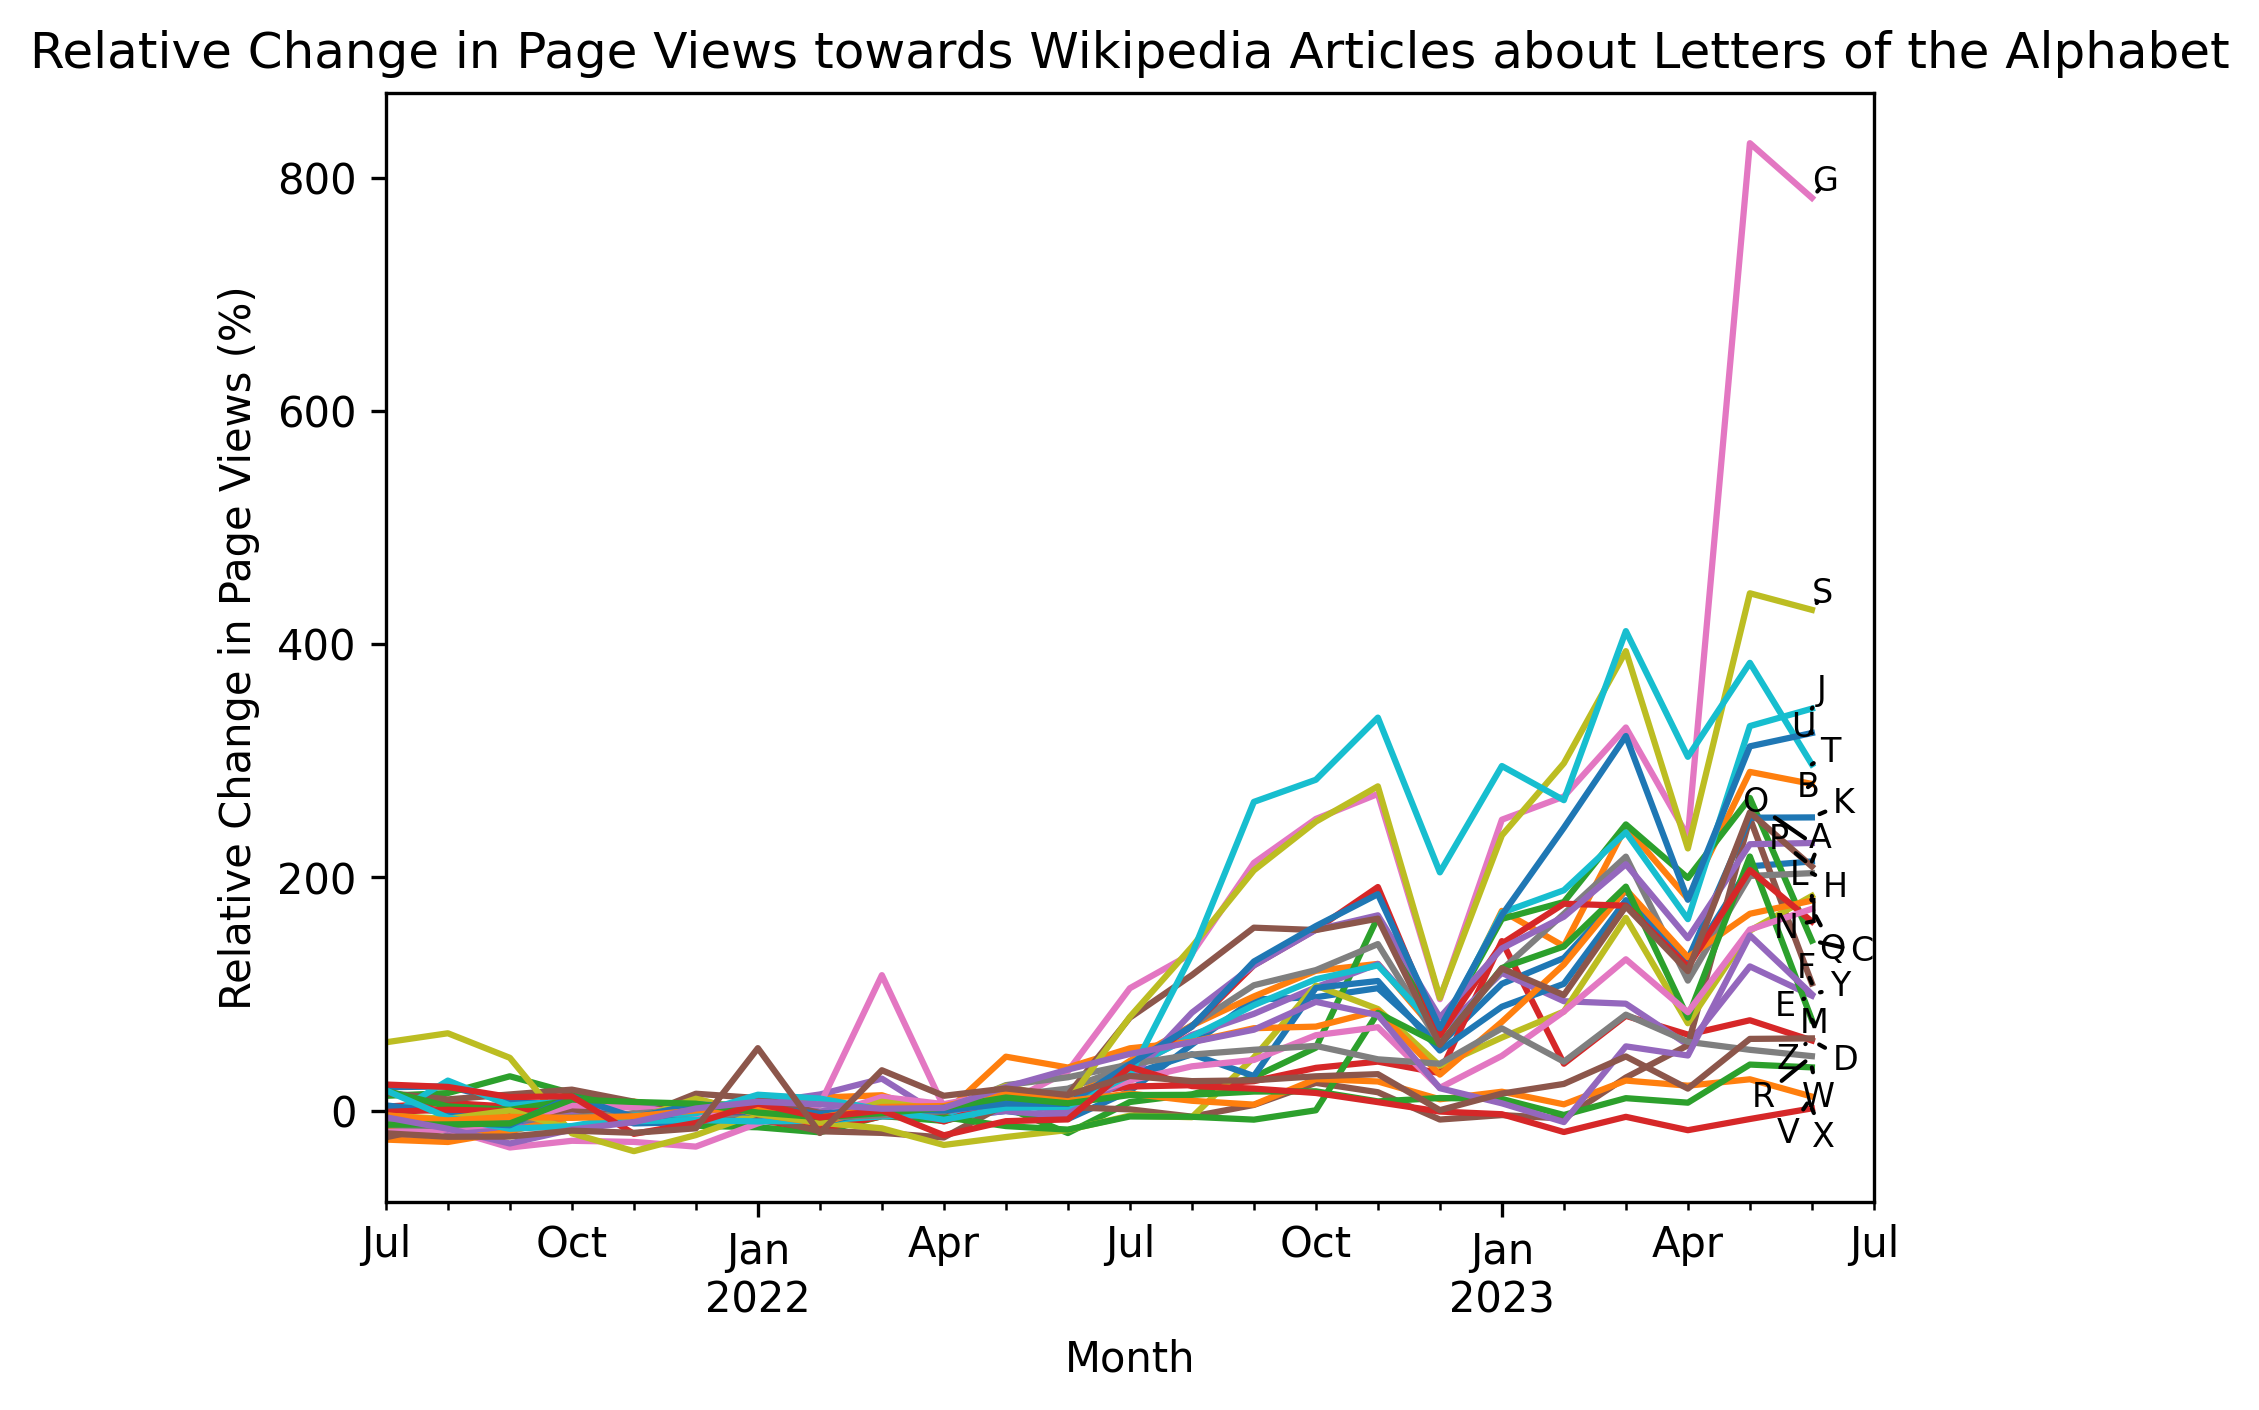 Relative Change in Page Views towards Wikipedia Articles about Letters of the Alphabet
Relative Change in Page Views (%)
800
600
400
200
0
G
S
J
U
T
B
O
K
P
A
L
H
I
N
Q
C
F
Y
E
M
Z
D
R
W
V
X
Jul
Oct
Jan
2022
Apr
Jul
Oct
Jan
2023
Apr
Jul
Month